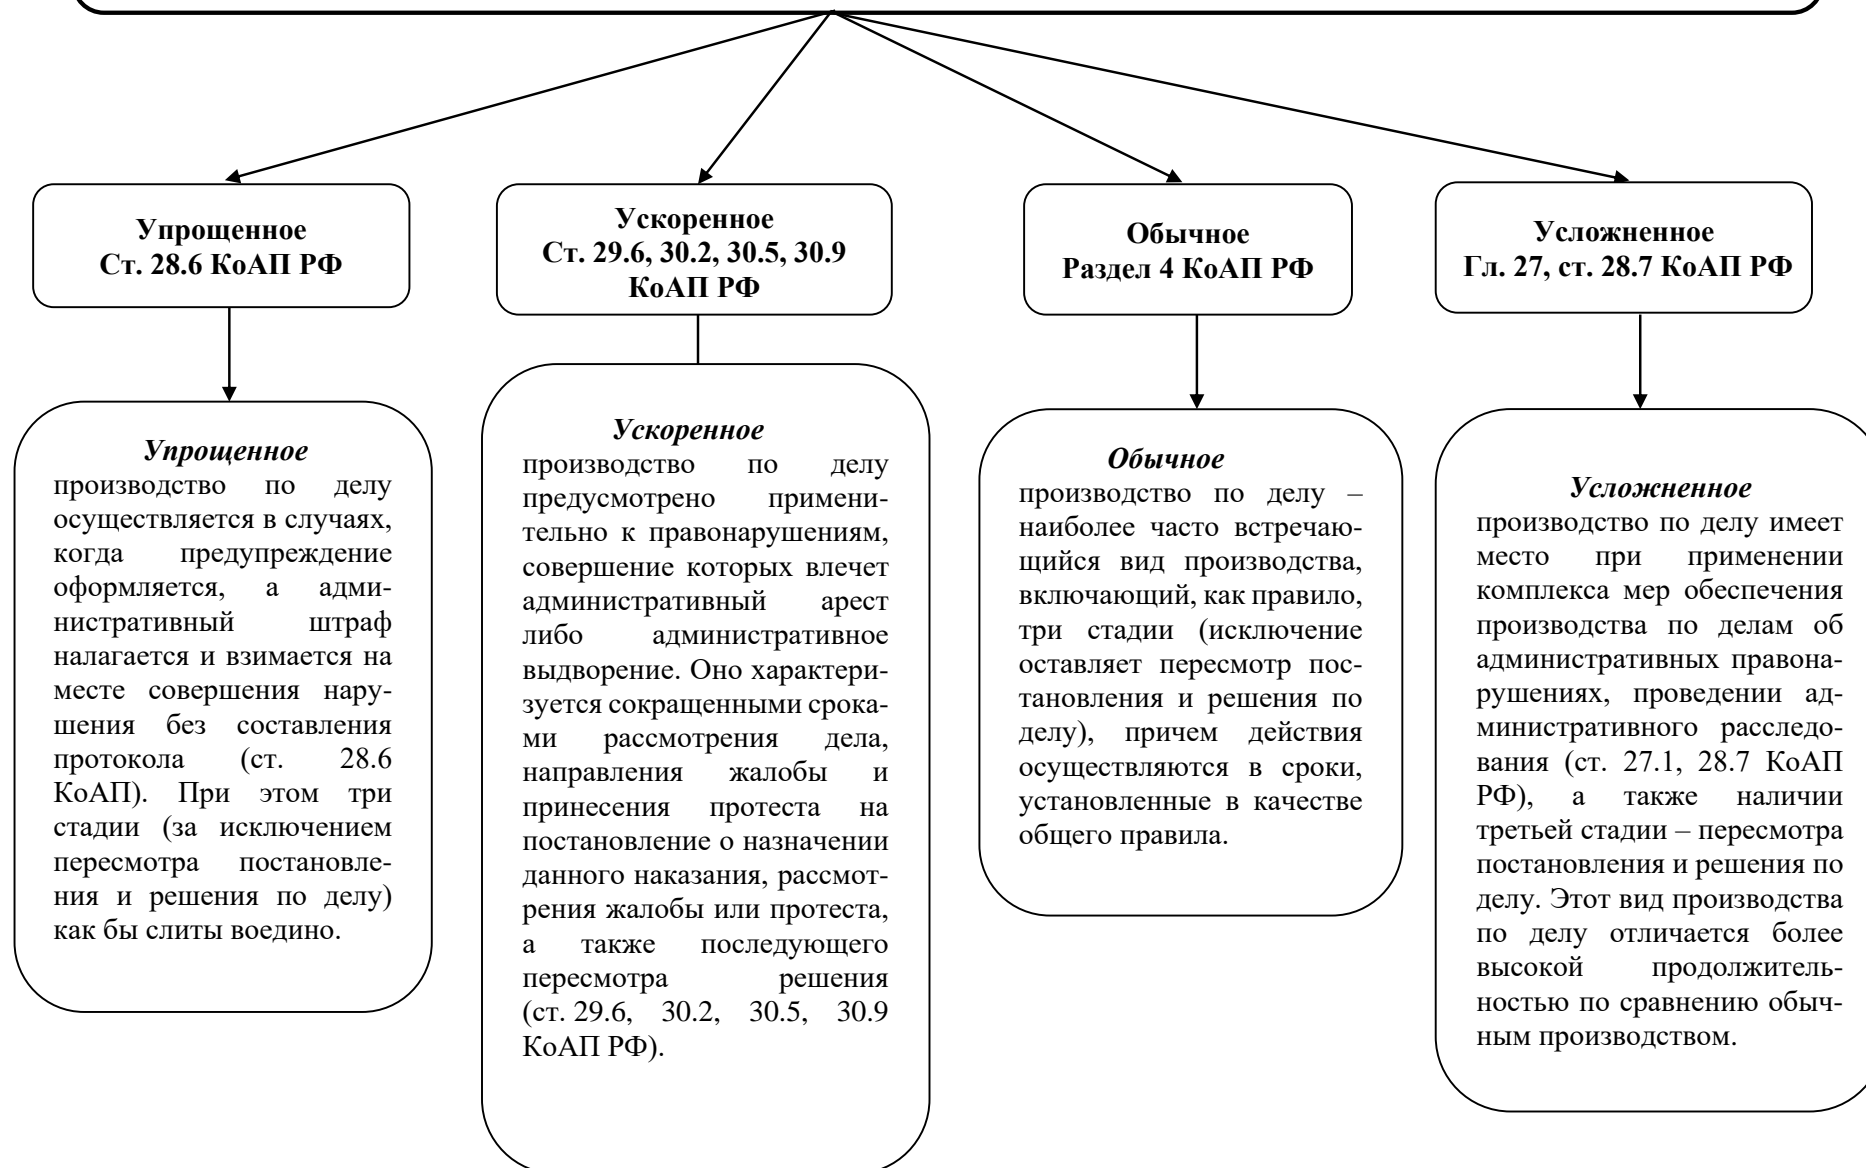 Упрощенное
Ст. 28.6 КоАП РФ
Ускоренное
Ст. 29.6, 30.2, 30.5, 30.9
КоАП РФ
Обычное
Раздел 4 КоАП РФ
Усложненное
Гл. 27, ст. 28.7 КоАП РФ
Упрощенное
производство по делу
осуществляется в случаях,
когда предупреждение
оформляется, а адми-
нистративный штраф
налагается и взимается на
месте совершения нару-
шения без составления
протокола (ст. 28.6
КоАП). При этом три
стадии (за исключением
пересмотра постановле-
ния и решения по делу)
как бы слиты воедино.
Ускоренное
производство по делу
предусмотрено примени-
тельно к правонарушениям,
совершение которых влечет
административный арест
либо административное
выдворение. Оно характери-
зуется сокращенными срока-
ми рассмотрения дела,
направления жалобы и
принесения протеста на
постановление о назначении
данного наказания, рассмот-
рения жалобы или протеста,
а также последующего
пересмотра решения
(ст. 29.6, 30.2, 30.5, 30.9
КоАП РФ).
Обычное
производство по делу –
наиболее часто встречаю-
щийся вид производства,
включающий, как правило,
три стадии (исключение
оставляет пересмотр пос-
тановления и решения по
делу), причем действия
осуществляются в сроки,
установленные в качестве
общего правила.
Усложненное
производство по делу имеет
место при применении
комплекса мер обеспечения
производства по делам об
административных правона-
рушениях, проведении ад-
министративного расследо-
вания (ст. 27.1, 28.7 КоАП
РФ), а также наличии
третьей стадии – пересмотра
постановления и решения по
делу. Этот вид производства
по делу отличается более
высокой продолжитель-
ностью по сравнению обыч-
ным производством.